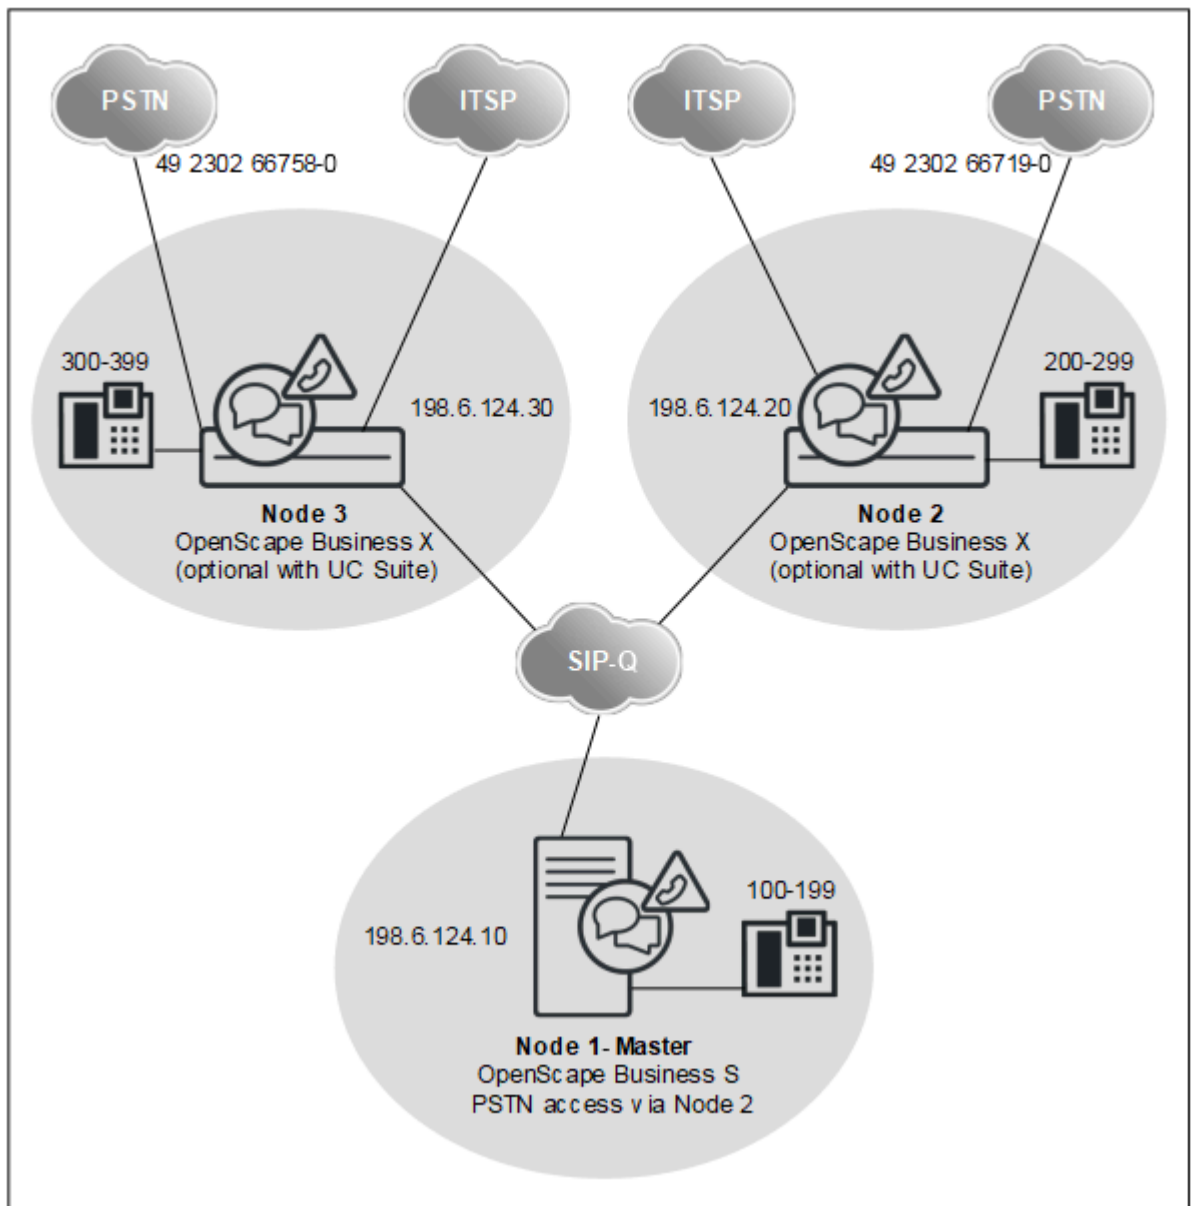 PSTN
ITSP
ITSP
PSTN
49 2302 66758-0
49 2302 66719-0
300-399
198.6.124.30
198.6.124.20
200-299
Node 3
OpenScape Business X
(optional with UC Suite)
Node 2
OpenScape Business X
(optional with UC Suite)
SIP-Q
100-199
198.6.124.10
Node 1- Master
OpenScape Business S
PSTN access via Node 2